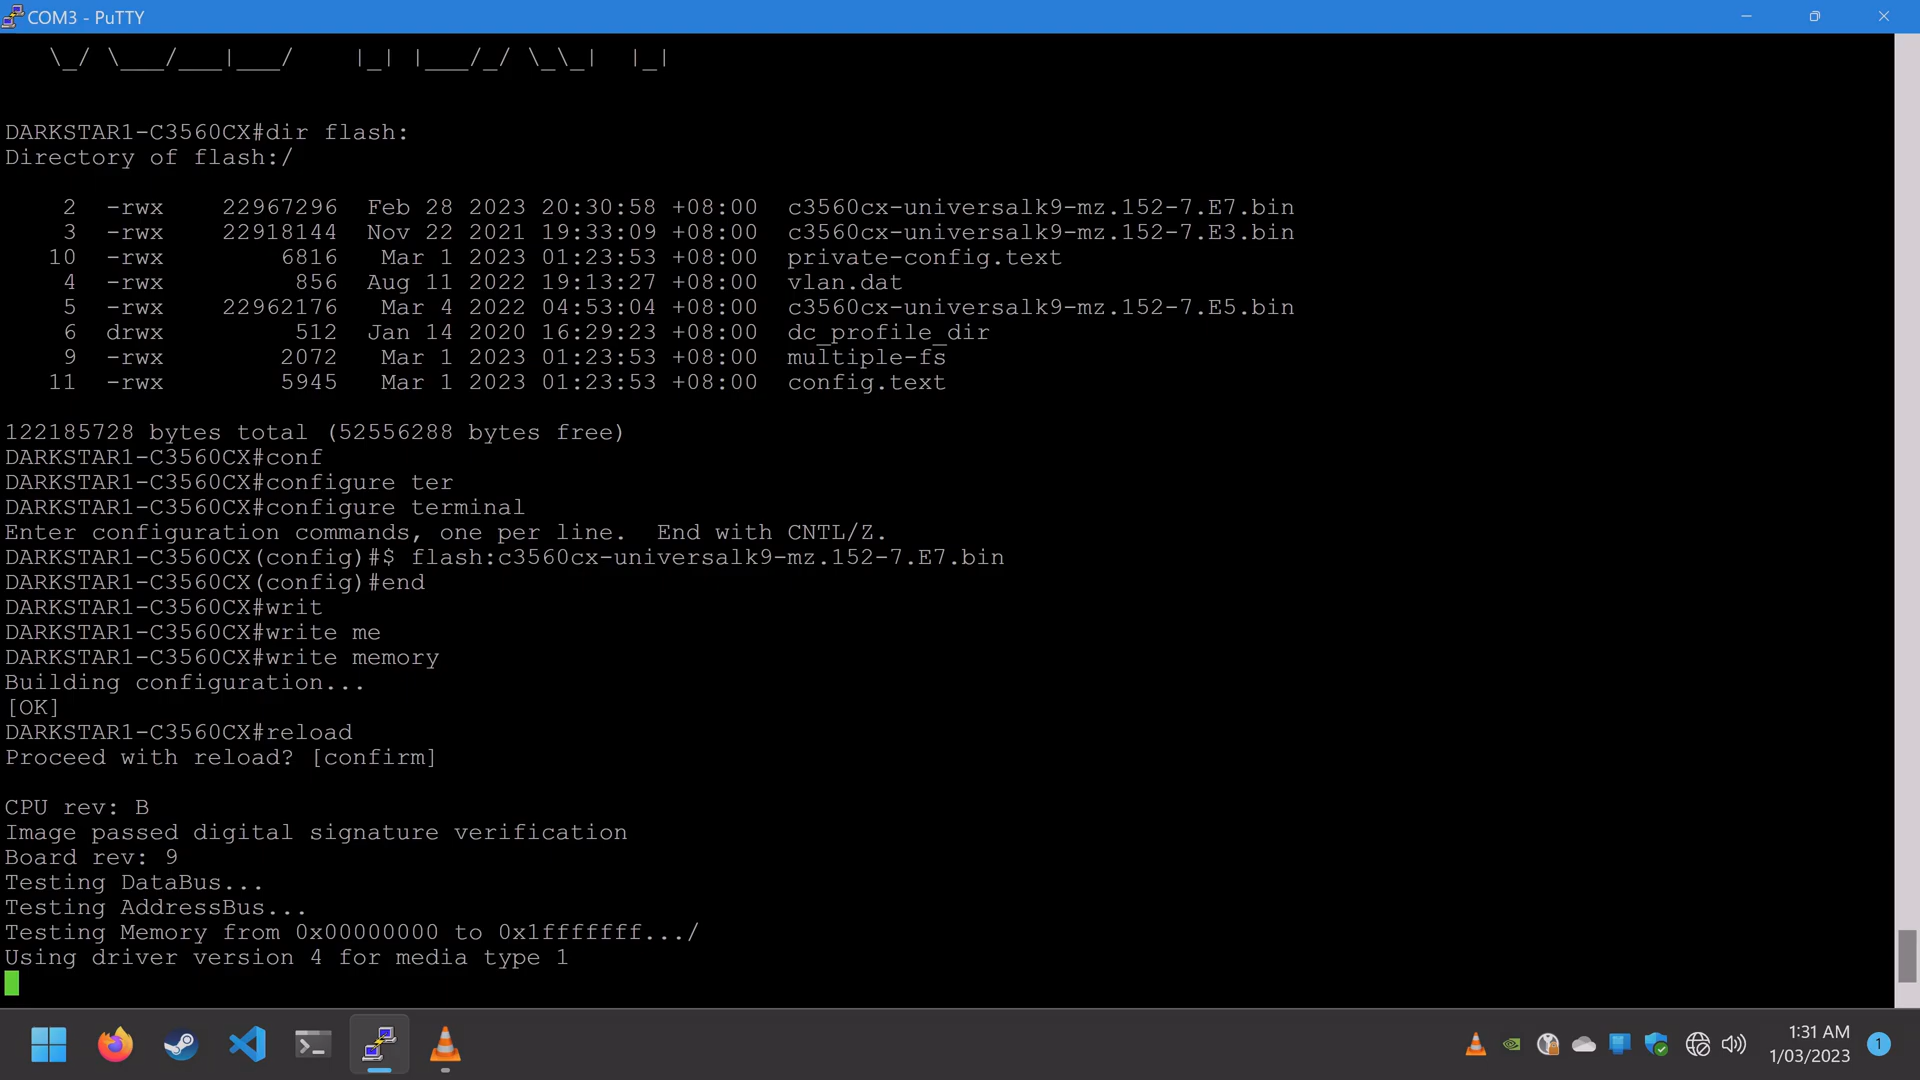 COM3 - PuTTY
\_/ \___/___|___/    |_| |___/_/ \_\_|  |_|
DARKSTAR1-C3560CX#dir flash:
Directory of flash:/
2  -rwx    22967296  Feb 28 2023 20:30:58 +08:00  c3560cx-universalk9-mz.152-7.E7.bin
3  -rwx    22918144  Nov 22 2021 19:33:09 +08:00  c3560cx-universalk9-mz.152-7.E3.bin
10  -rwx        6816   Mar 1 2023 01:23:53 +08:00  private-config.text
4  -rwx         856  Aug 11 2022 19:13:27 +08:00  vlan.dat
5  -rwx    22962176   Mar 4 2022 04:53:04 +08:00  c3560cx-universalk9-mz.152-7.E5.bin
6  drwx         512  Jan 14 2020 16:29:23 +08:00  dc_profile_dir
9  -rwx        2072   Mar 1 2023 01:23:53 +08:00  multiple-fs
11  -rwx        5945   Mar 1 2023 01:23:53 +08:00  config.text
122185728 bytes total (52556288 bytes free)
DARKSTAR1-C3560CX#conf
DARKSTAR1-C3560CX#configure ter
DARKSTAR1-C3560CX#configure terminal
Enter configuration commands, one per line.  End with CNTL/Z.
DARKSTAR1-C3560CX(config)#$ flash:c3560cx-universalk9-mz.152-7.E7.bin
DARKSTAR1-C3560CX(config)#end
DARKSTAR1-C3560CX#writ
DARKSTAR1-C3560CX#write me
DARKSTAR1-C3560CX#write memory
Building configuration...
[OK]
DARKSTAR1-C3560CX#reload
Proceed with reload? [confirm]
CPU rev: B
Image passed digital signature verification
Board rev: 9
Testing DataBus...
Testing AddressBus...
Testing Memory from 0x00000000 to 0x1fffffff.../
Using driver version 4 for media type 1
1:31 AM
1/03/2023
1